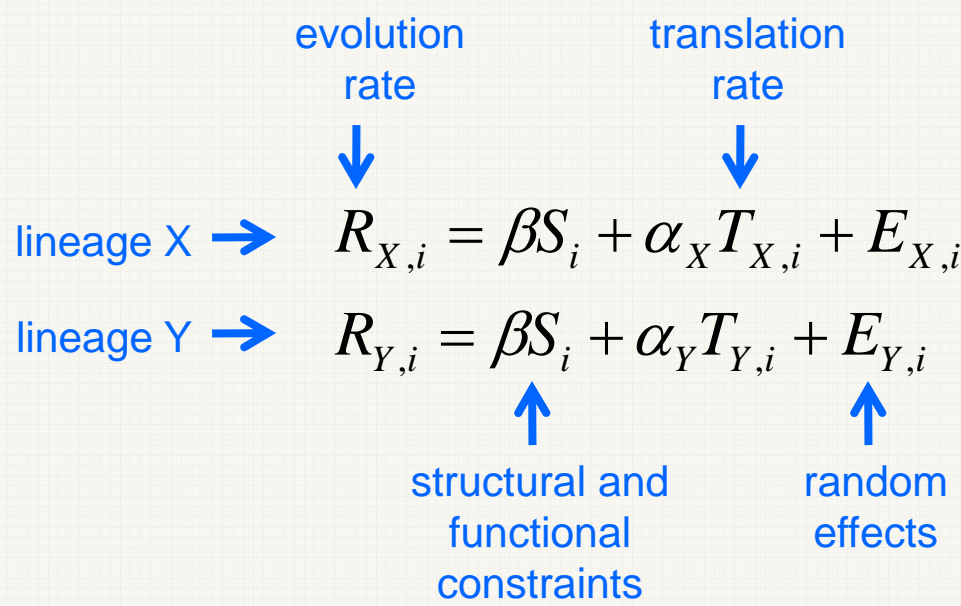 evolution
rate
translation
rate
lineage X → R_{X,i} = βS_i + α_X T_{X,i} + E_{X,i}
lineage Y → R_{Y,i} = βS_i + α_Y T_{Y,i} + E_{Y,i}
structural and
functional
constraints
random
effects